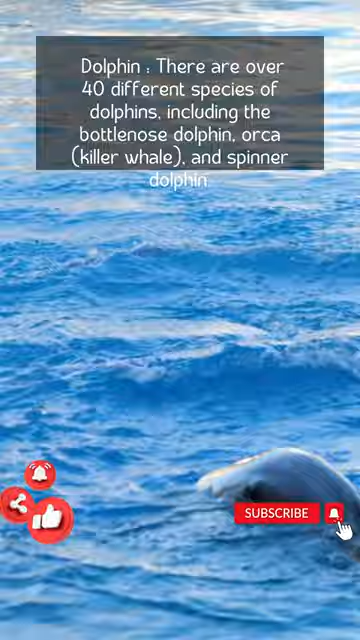 Dolphin : There are over
40 different species of
dolphins, including the
bottlenose dolphin, orca
(killer whale), and spinner
dolphin
SUBSCRIBE